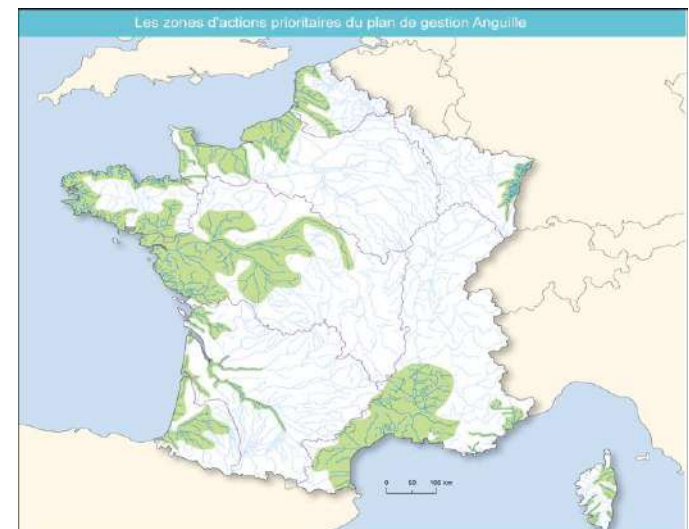 Les zones d'actions prioritaires du plan de gestion Anguille
0 50 100 km